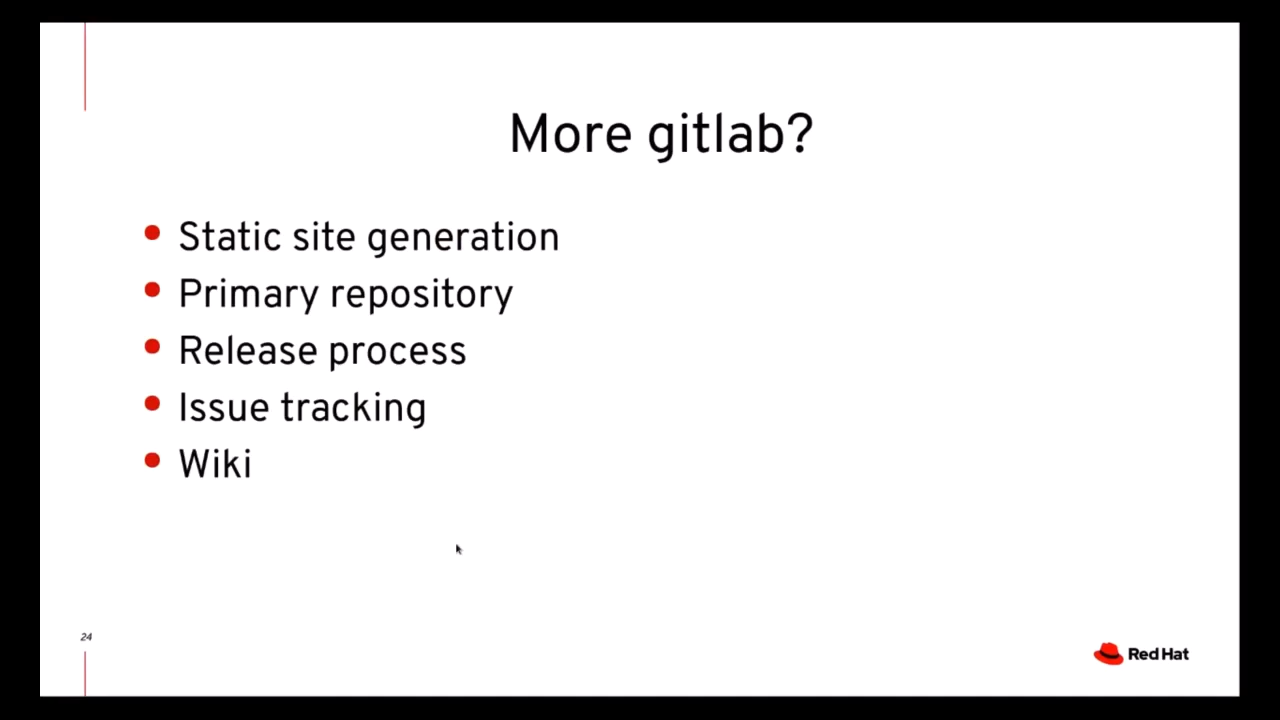 More gitlab?
Static site generation
Primary repository
Release process
Issue tracking
Wiki
24
Red Hat